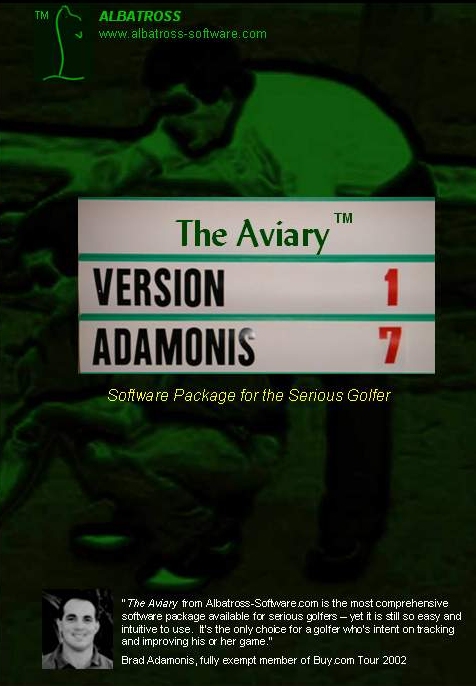 TM
ALBATROSS
www.albatross-software.com
The Aviary TM
VERSION 1
ADAMONIS 7
Software Package for the Serious Golfer
"The Aviary from Albatross-Software.com is the most comprehensive
software package available for serious golfers – yet it is still so easy and
intuitive to use. It's the only choice for a golfer who's intent on tracking
and improving his or her game."
Brad Adamonis, fully exempt member of Buy.com Tour 2002